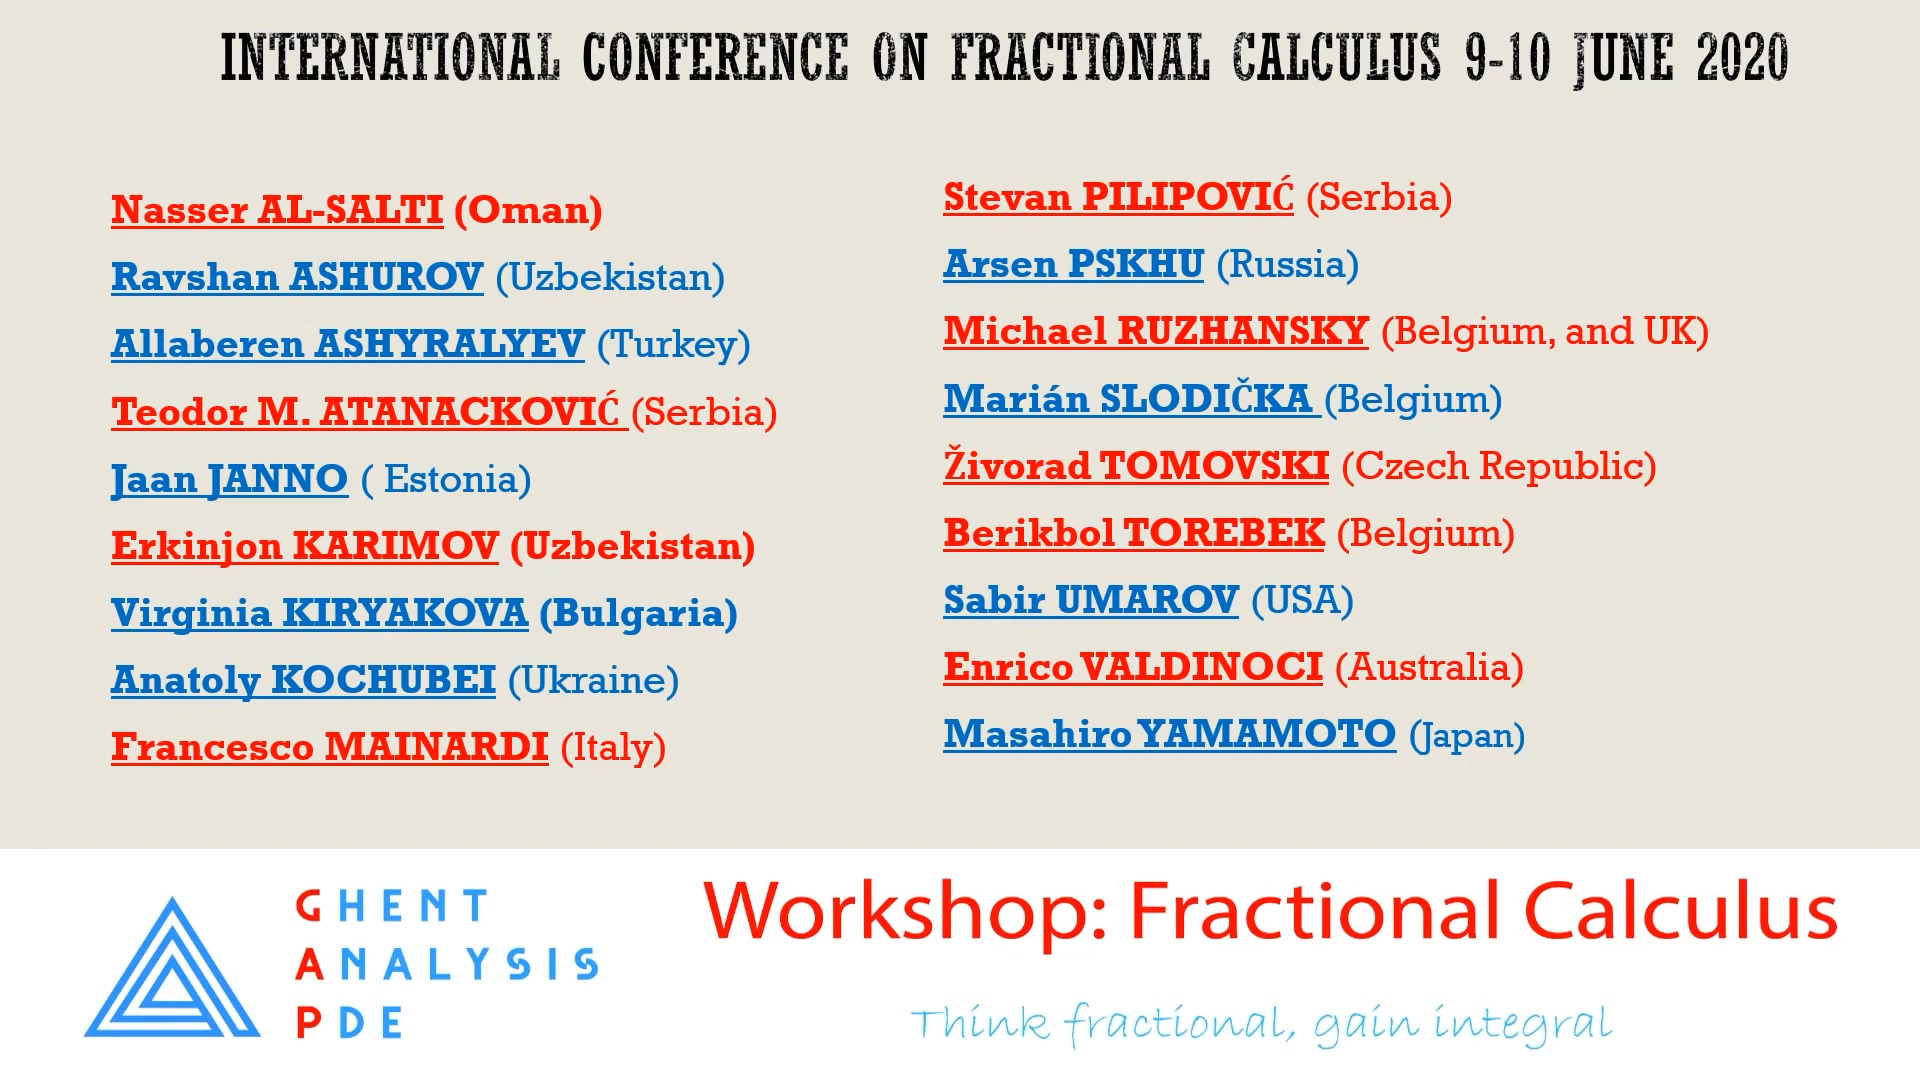 INTERNATIONAL CONFERENCE ON FRACTIONAL CALCULUS 9-10 JUNE 2020
Nasser AL-SALTI (Oman)
Ravshan ASHUROV (Uzbekistan)
Allaberen ASHYRALYEV (Turkey)
Teodor M. ATANACKOVIĆ (Serbia)
Jaan JANNO ( Estonia)
Erkinjon KARIMOV (Uzbekistan)
Virginia KIRYAKOVA (Bulgaria)
Anatoly KOCHUBEI (Ukraine)
Francesco MAINARDI (Italy)
Stevan PILIPOVIĆ (Serbia)
Arsen PSKHU (Russia)
Michael RUZHANSKY (Belgium, and UK)
Marián SLODIČKA (Belgium)
Živorad TOMOVSKI (Czech Republic)
Berikbol TOREBEK (Belgium)
Sabir UMAROV (USA)
Enrico VALDINOCI (Australia)
Masahiro YAMAMOTO (Japan)
GHENT
ANALYSIS
PDE
Workshop: Fractional Calculus
Think fractional, gain integral